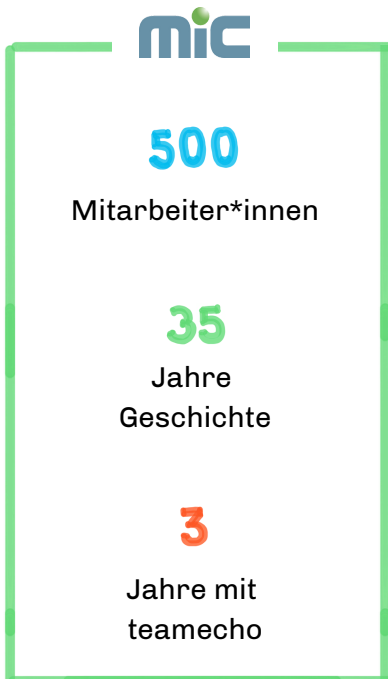 mic
500
Mitarbeiter*innen
35
Jahre
Geschichte
3
Jahre mit
teamecho